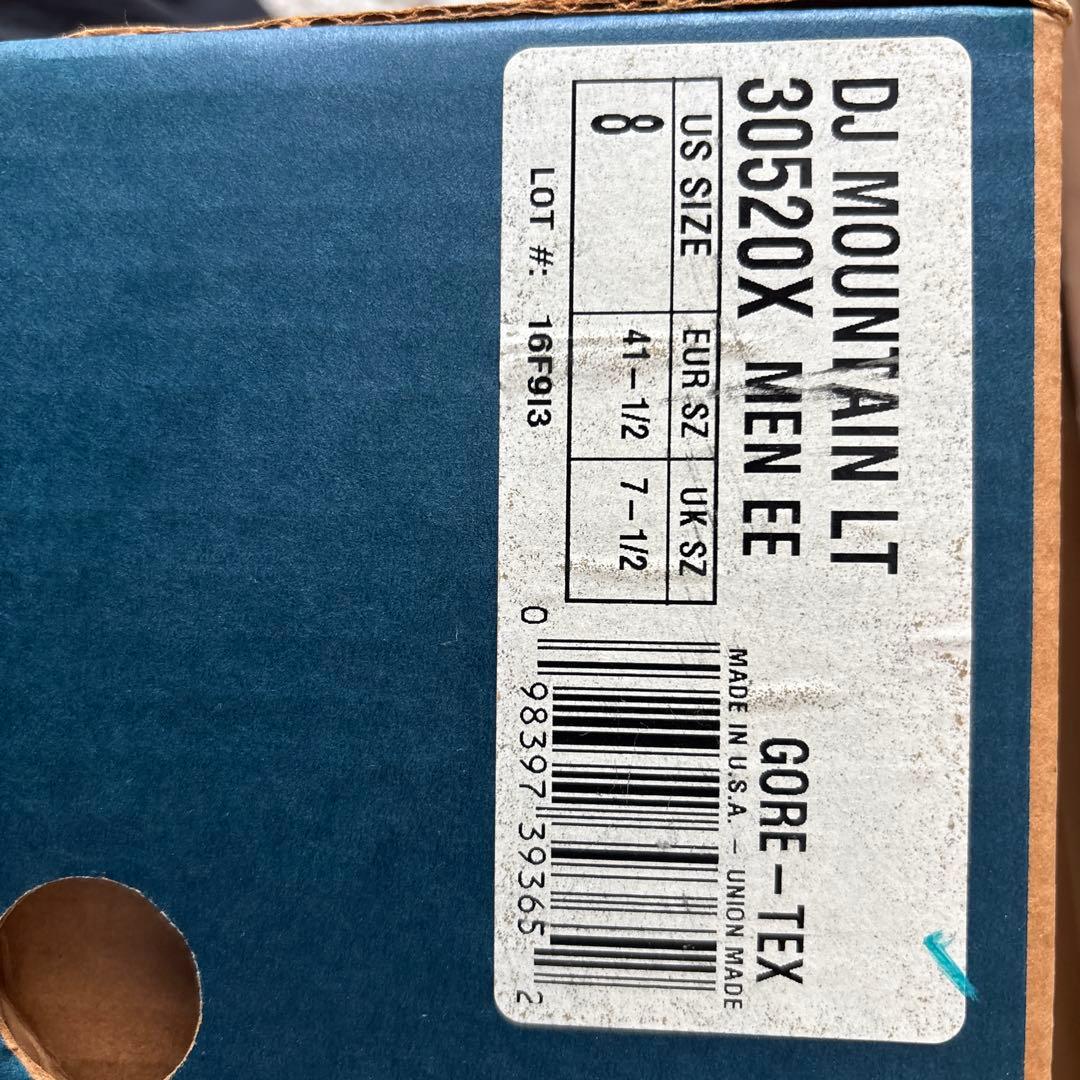 DJ MOUNTAIN LT
30520X MEN EE GORE-TEX
MADE IN U.S.A - UNION MADE
US SIZE EUR SZ UK SZ
8 41-1/2 7-1/2
LOT #: 16F9I3
0 98397 39365 2